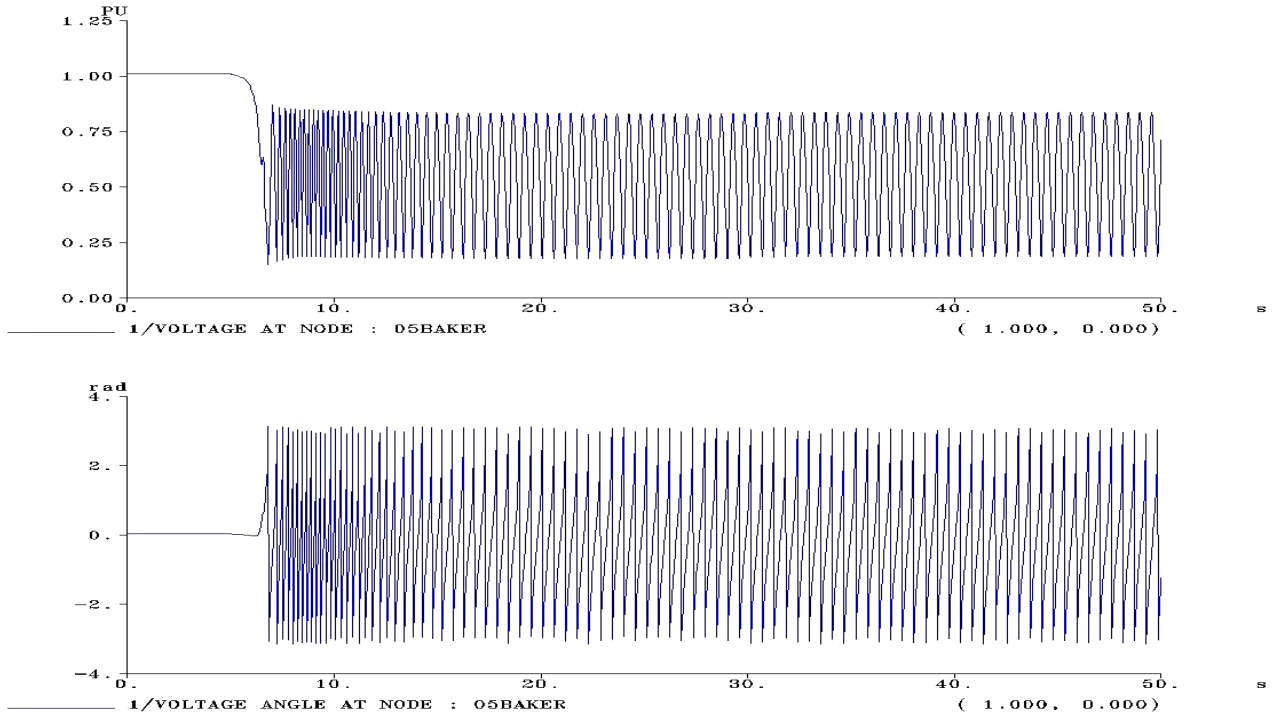 PU
1.25
1.00
0.75
0.50
0.25
0.00
0. 10. 20. 30. 40. 50. s
1/VOLTAGE AT NODE : 05BAKER ( 1.000, 0.000)
rad
4.
2.
0.
-2.
-4.
0. 10. 20. 30. 40. 50. s
1/VOLTAGE ANGLE AT NODE : 05BAKER ( 1.000, 0.000)